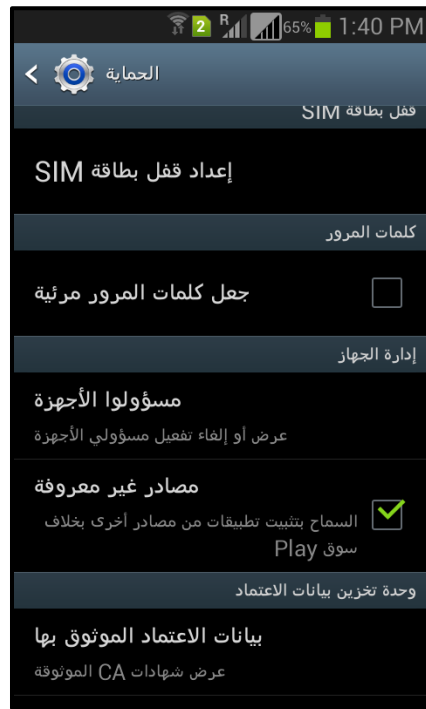 2 R 65% 1:40 PM
الحماية
قفل بطاقة SIM
إعداد قفل بطاقة SIM
كلمات المرور
جعل كلمات المرور مرئية
إدارة الجهاز
مسؤولوا الأجهزة
عرض أو إلغاء تفعيل مسؤولي الأجهزة
مصادر غير معروفة
السماح بتثبيت تطبيقات من مصادر أخرى بخلاف
سوق Play
وحدة تخزين بيانات الاعتماد
بيانات الاعتماد الموثوق بها
عرض شهادات CA الموثوقة